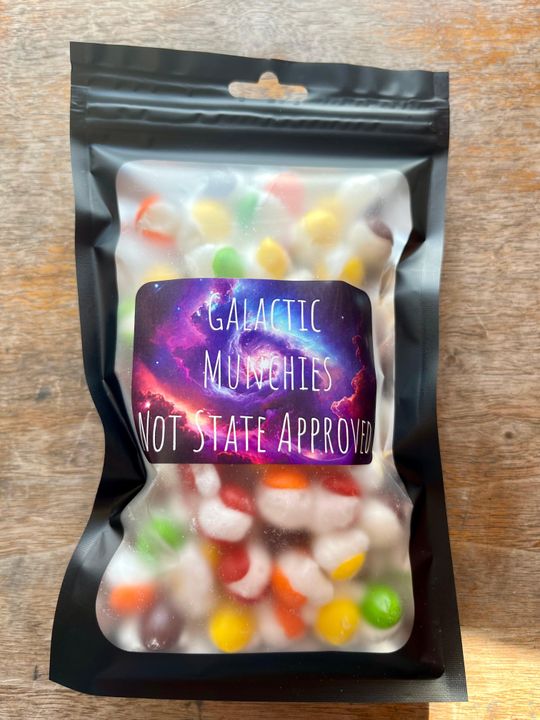 Galactic
Munchies
Not State Approved